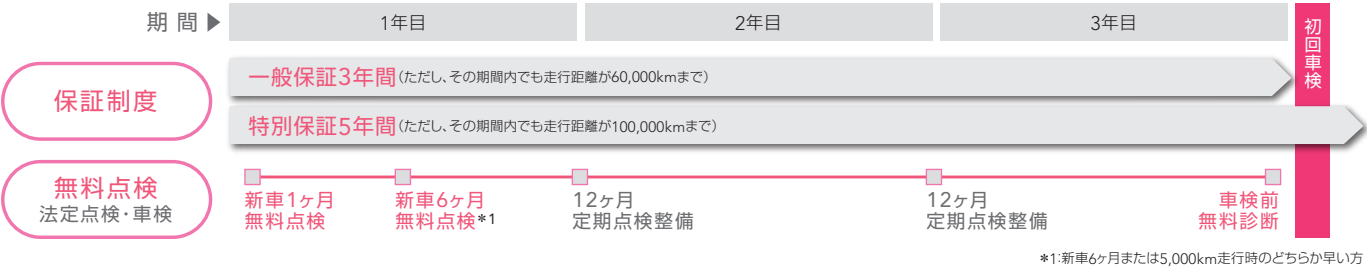 期間▶
1年目
2年目
3年目
初回車検
保証制度
一般保証3年間(ただし、その期間内でも走行距離が60,000kmまで)
特別保証5年間(ただし、その期間内でも走行距離が100,000kmまで)
無料点検
法定点検・車検
新車1ヶ月
無料点検
新車6ヶ月
無料点検*1
12ヶ月
定期点検整備
12ヶ月
定期点検整備
車検前
無料診断
*1:新車6ヶ月または5,000km走行時のどちらか早い方